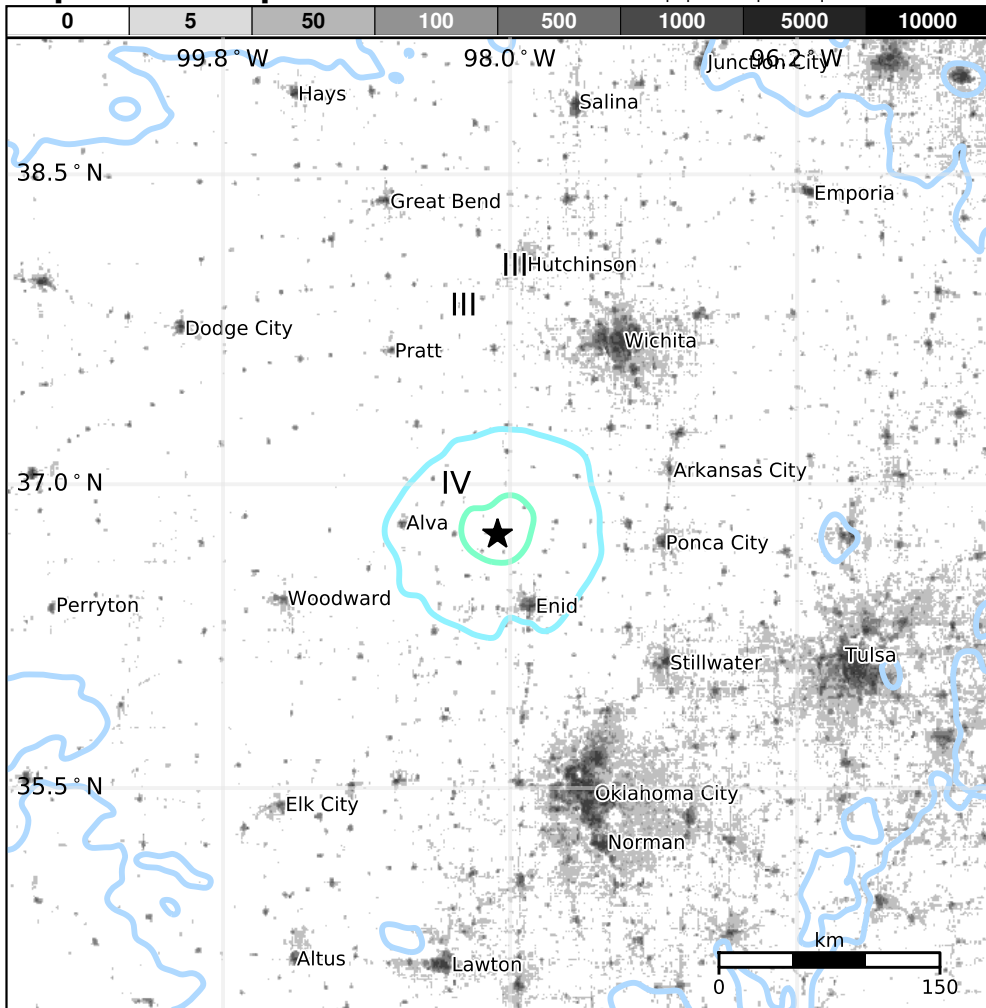 0 5 50 100 500 1000 5000 10000
99.8°W 98.0°W 96.2°W
Junction City
Hays
Salina
38.5°N
Emporia
Great Bend
III Hutchinson
III
Dodge City
Wichita
Pratt
37.0°N
IV
Arkansas City
Alva
Ponca City
Perryton
Woodward
Enid
Stillwater
Tulsa
35.5°N
Elk City
Oklahoma City
Norman
Altus
Lawton
km
0 150